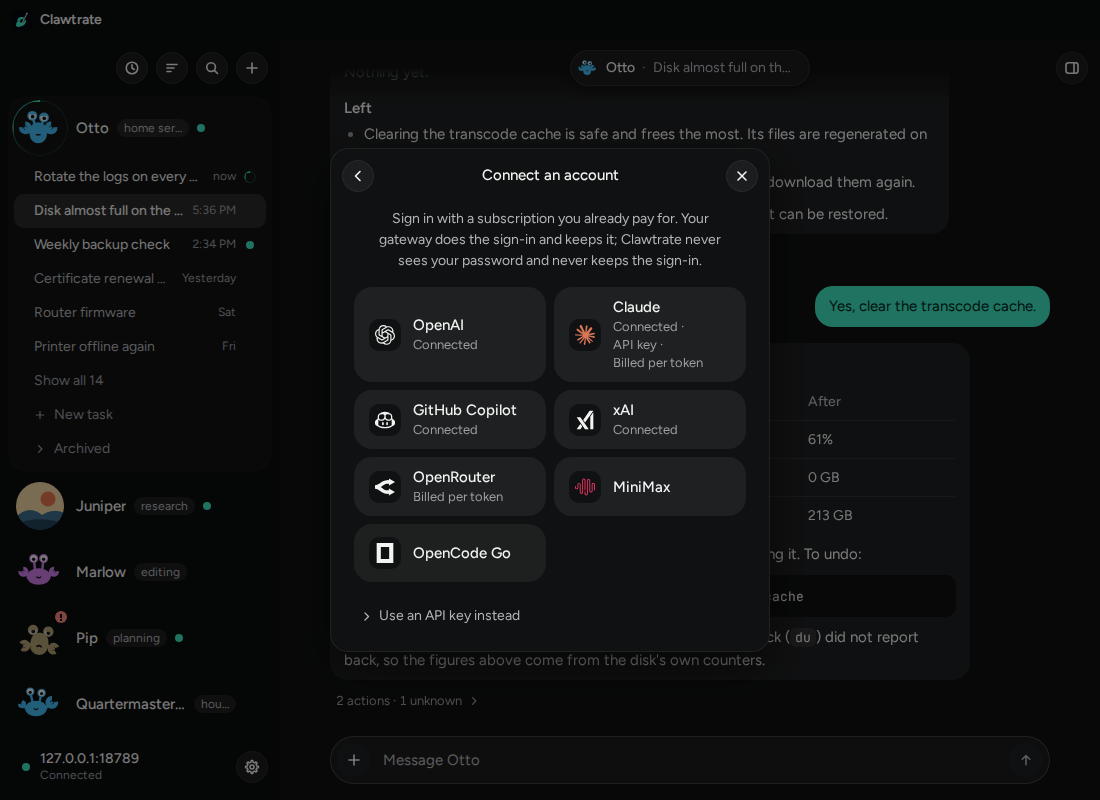 Clawtrate
Otto · Disk almost full on th...
Otto home ser...
Rotate the logs on every ... now
Disk almost full on the ... 5:36 PM
Weekly backup check 2:34 PM
Certificate renewal ... Yesterday
Router firmware Sat
Printer offline again Fri
Show all 14
+ New task
Archived
Juniper research
Marlow editing
! Pip planning
Quartermaster... hou...
127.0.0.1:18789
Connected
Nothing yet.
Left
• Clearing the transcode cache is safe and frees the most. Its files are regenerated on
download them again.
t can be restored.
Yes, clear the transcode cache.
After
61%
0 GB
213 GB
ng it. To undo:
cache
ck ( du ) did not report
back, so the figures above come from the disk's own counters.
2 actions · 1 unknown
Message Otto
Connect an account
Sign in with a subscription you already pay for. Your
gateway does the sign-in and keeps it; Clawtrate never
sees your password and never keeps the sign-in.
OpenAI
Connected
Claude
Connected ·
API key ·
Billed per token
GitHub Copilot
Connected
xAI
Connected
OpenRouter
Billed per token
MiniMax
OpenCode Go
Use an API key instead